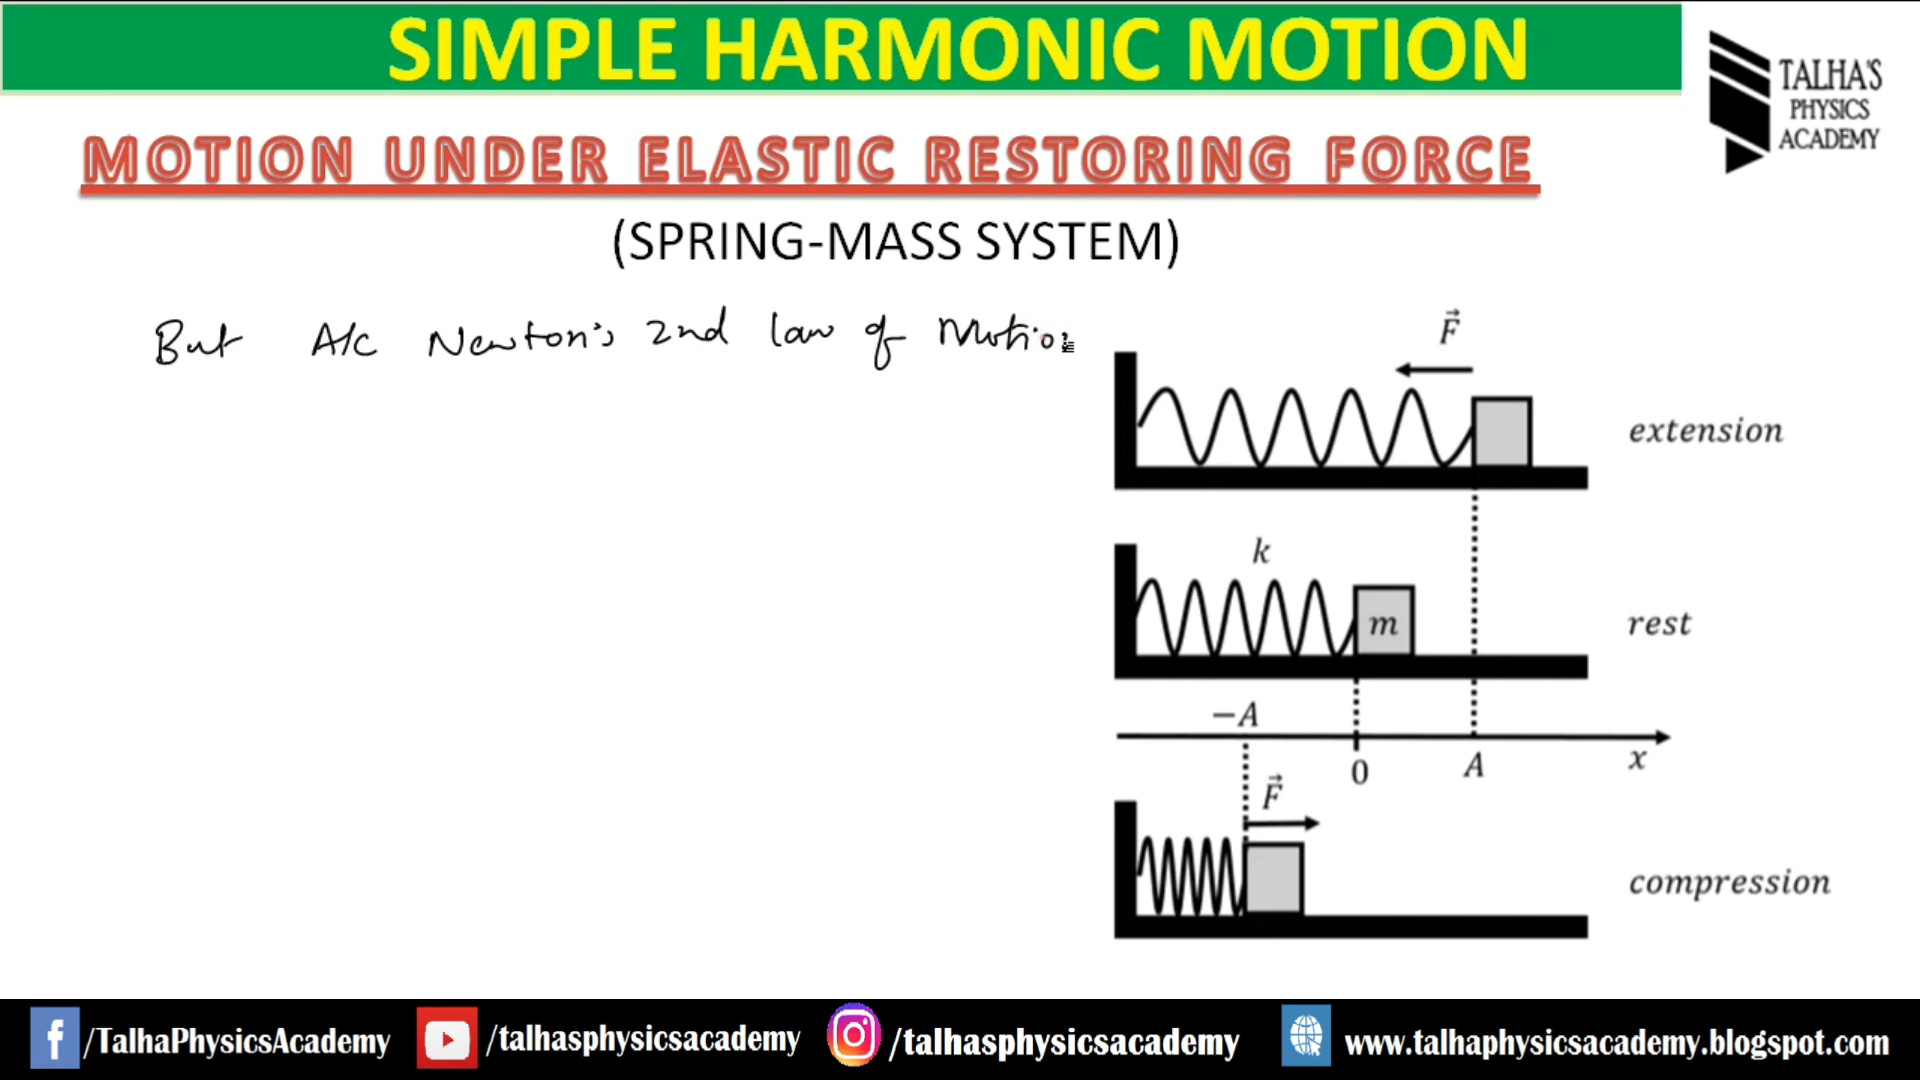 SIMPLE HARMONIC MOTION
TALHA'S
PHYSICS
ACADEMY
MOTION UNDER ELASTIC RESTORING FORCE
(SPRING-MASS SYSTEM)
But A/c Newton's 2nd law of Motion
F⃗
extension
k
m
rest
−A
0
A
x
F⃗
compression
/TalhaPhysicsAcademy
/talhasphysicsacademy
/talhasphysicsacademy
www.talhaphysicsacademy.blogspot.com